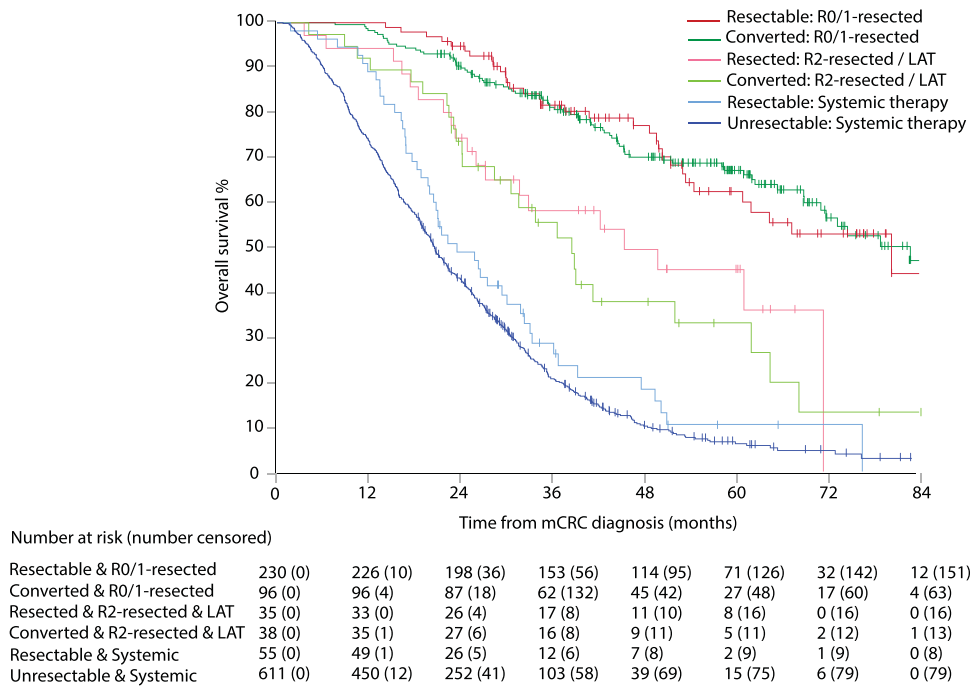 100
90
80
70
60
50
40
30
20
10
0
Overall survival %
Resectable: R0/1-resected
Converted: R0/1-resected
Resected: R2-resected / LAT
Converted: R2-resected / LAT
Resectable: Systemic therapy
Unresectable: Systemic therapy
0 12 24 36 48 60 72 84
Time from mCRC diagnosis (months)
Number at risk (number censored)
Resectable & R0/1-resected 230 (0) 226 (10) 198 (36) 153 (56) 114 (95) 71 (126) 32 (142) 12 (151)
Converted & R0/1-resected 96 (0) 96 (4) 87 (18) 62 (132) 45 (42) 27 (48) 17 (60) 4 (63)
Resected & R2-resected & LAT 35 (0) 33 (0) 26 (4) 17 (8) 11 (10) 8 (16) 0 (16) 0 (16)
Converted & R2-resected & LAT 38 (0) 35 (1) 27 (6) 16 (8) 9 (11) 5 (11) 2 (12) 1 (13)
Resectable & Systemic 55 (0) 49 (1) 26 (5) 12 (6) 7 (8) 2 (9) 1 (9) 0 (8)
Unresectable & Systemic 611 (0) 450 (12) 252 (41) 103 (58) 39 (69) 15 (75) 6 (79) 0 (79)